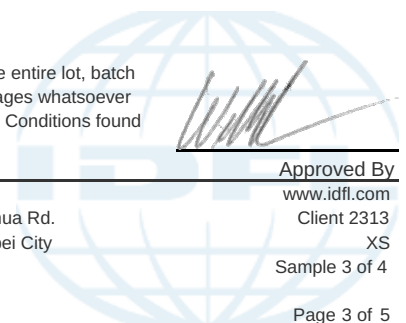 e entire lot, batch
ages whatsoever
Conditions found
Approved By
www.idfl.com
ua Rd.
Client 2313
ei City
XS
Sample 3 of 4
Page 3 of 5
IDFL